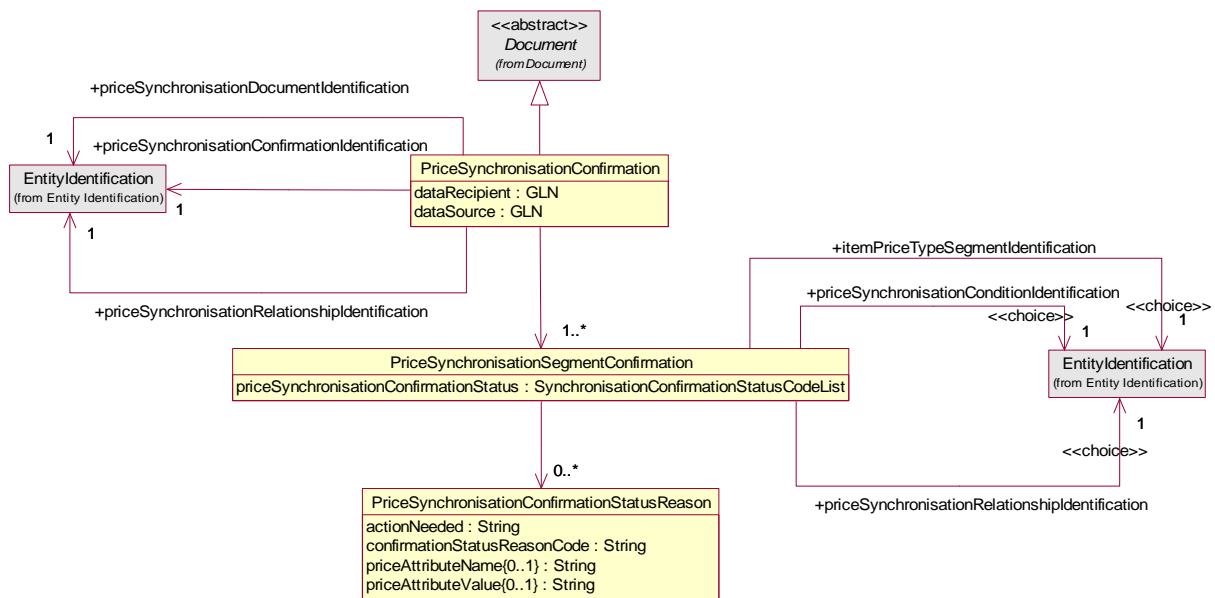 <<abstract>>
Document
(from Document)
+priceSynchronisationDocumentIdentification
1
+priceSynchronisationConfirmationIdentification
EntityIdentification
(from Entity Identification)
1
1
PriceSynchronisationConfirmation
dataRecipient : GLN
dataSource : GLN
+priceSynchronisationRelationshipIdentification
+itemPriceTypeSegmentIdentification
+priceSynchronisationConditionIdentification
<<choice>>
<<choice>>
1
1
1..*
PriceSynchronisationSegmentConfirmation
priceSynchronisationConfirmationStatus : SynchronisationConfirmationStatusCodeList
EntityIdentification
(from Entity Identification)
1
<<choice>>
+priceSynchronisationRelationshipIdentification
0..*
PriceSynchronisationConfirmationStatusReason
actionNeeded : String
confirmationStatusReasonCode : String
priceAttributeName{0..1} : String
priceAttributeValue{0..1} : String